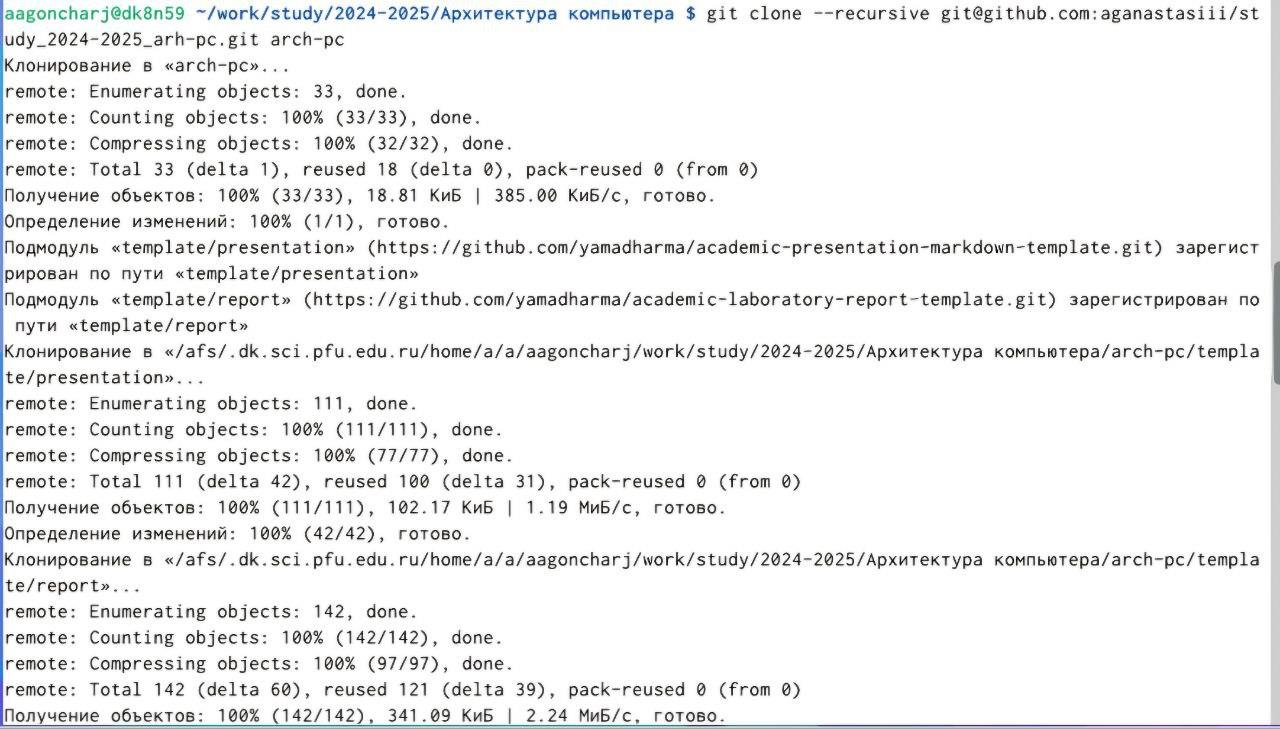 aagoncharj@dk8n59 ~/work/study/2024-2025/Архитектура компьютера $ git clone --recursive git@github.com:aganastasiii/st
udy_2024-2025_arh-pc.git arch-pc
Клонирование в «arch-pc»...
remote: Enumerating objects: 33, done.
remote: Counting objects: 100% (33/33), done.
remote: Compressing objects: 100% (32/32), done.
remote: Total 33 (delta 1), reused 18 (delta 0), pack-reused 0 (from 0)
Получение объектов: 100% (33/33), 18.81 КиБ | 385.00 КиБ/с, готово.
Определение изменений: 100% (1/1), готово.
Подмодуль «template/presentation» (https://github.com/yamadharma/academic-presentation-markdown-template.git) зарегист
рирован по пути «template/presentation»
Подмодуль «template/report» (https://github.com/yamadharma/academic-laboratory-report-template.git) зарегистрирован по
 пути «template/report»
Клонирование в «/afs/.dk.sci.pfu.edu.ru/home/a/a/aagoncharj/work/study/2024-2025/Архитектура компьютера/arch-pc/templa
te/presentation»...
remote: Enumerating objects: 111, done.
remote: Counting objects: 100% (111/111), done.
remote: Compressing objects: 100% (77/77), done.
remote: Total 111 (delta 42), reused 100 (delta 31), pack-reused 0 (from 0)
Получение объектов: 100% (111/111), 102.17 КиБ | 1.19 МиБ/с, готово.
Определение изменений: 100% (42/42), готово.
Клонирование в «/afs/.dk.sci.pfu.edu.ru/home/a/a/aagoncharj/work/study/2024-2025/Архитектура компьютера/arch-pc/templa
te/report»...
remote: Enumerating objects: 142, done.
remote: Counting objects: 100% (142/142), done.
remote: Compressing objects: 100% (97/97), done.
remote: Total 142 (delta 60), reused 121 (delta 39), pack-reused 0 (from 0)
Получение объектов: 100% (142/142), 341.09 КиБ | 2.24 МиБ/с, готово.